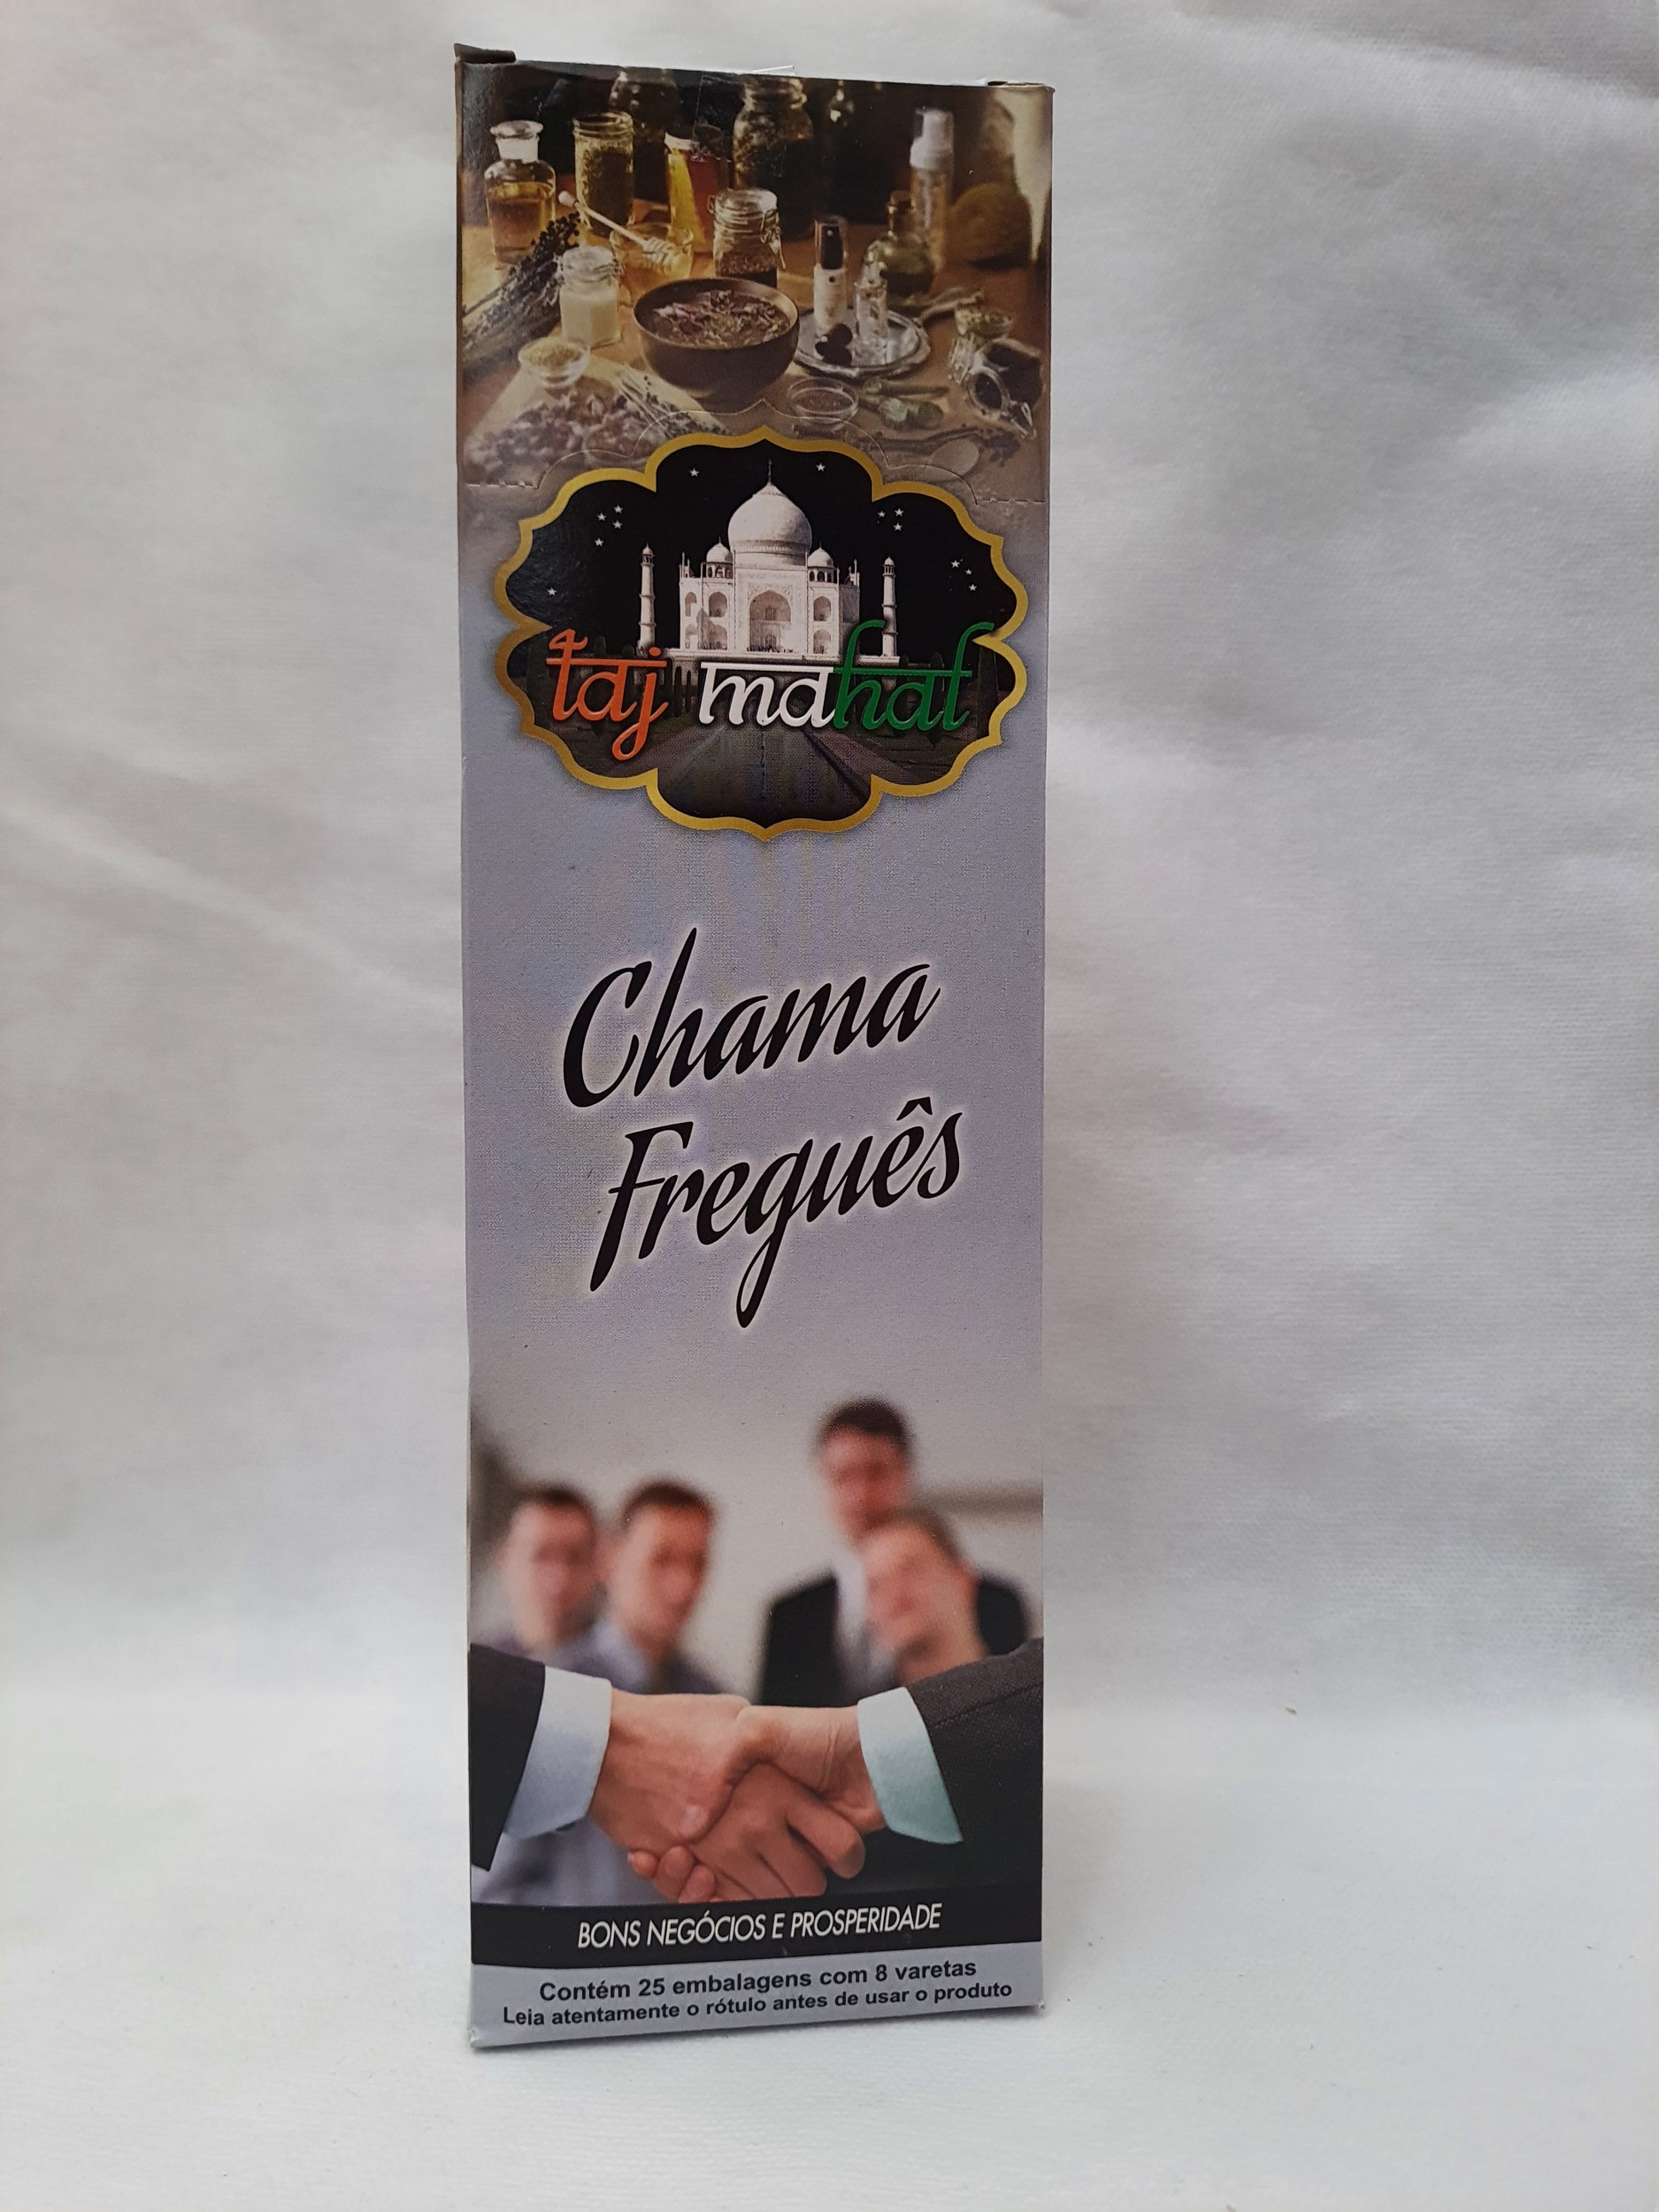 taj mahal
Chama
Freguês
BONS NEGÓCIOS E PROSPERIDADE
Contém 25 embalagens com 8 varetas
Leia atentamente o rótulo antes de usar o produto